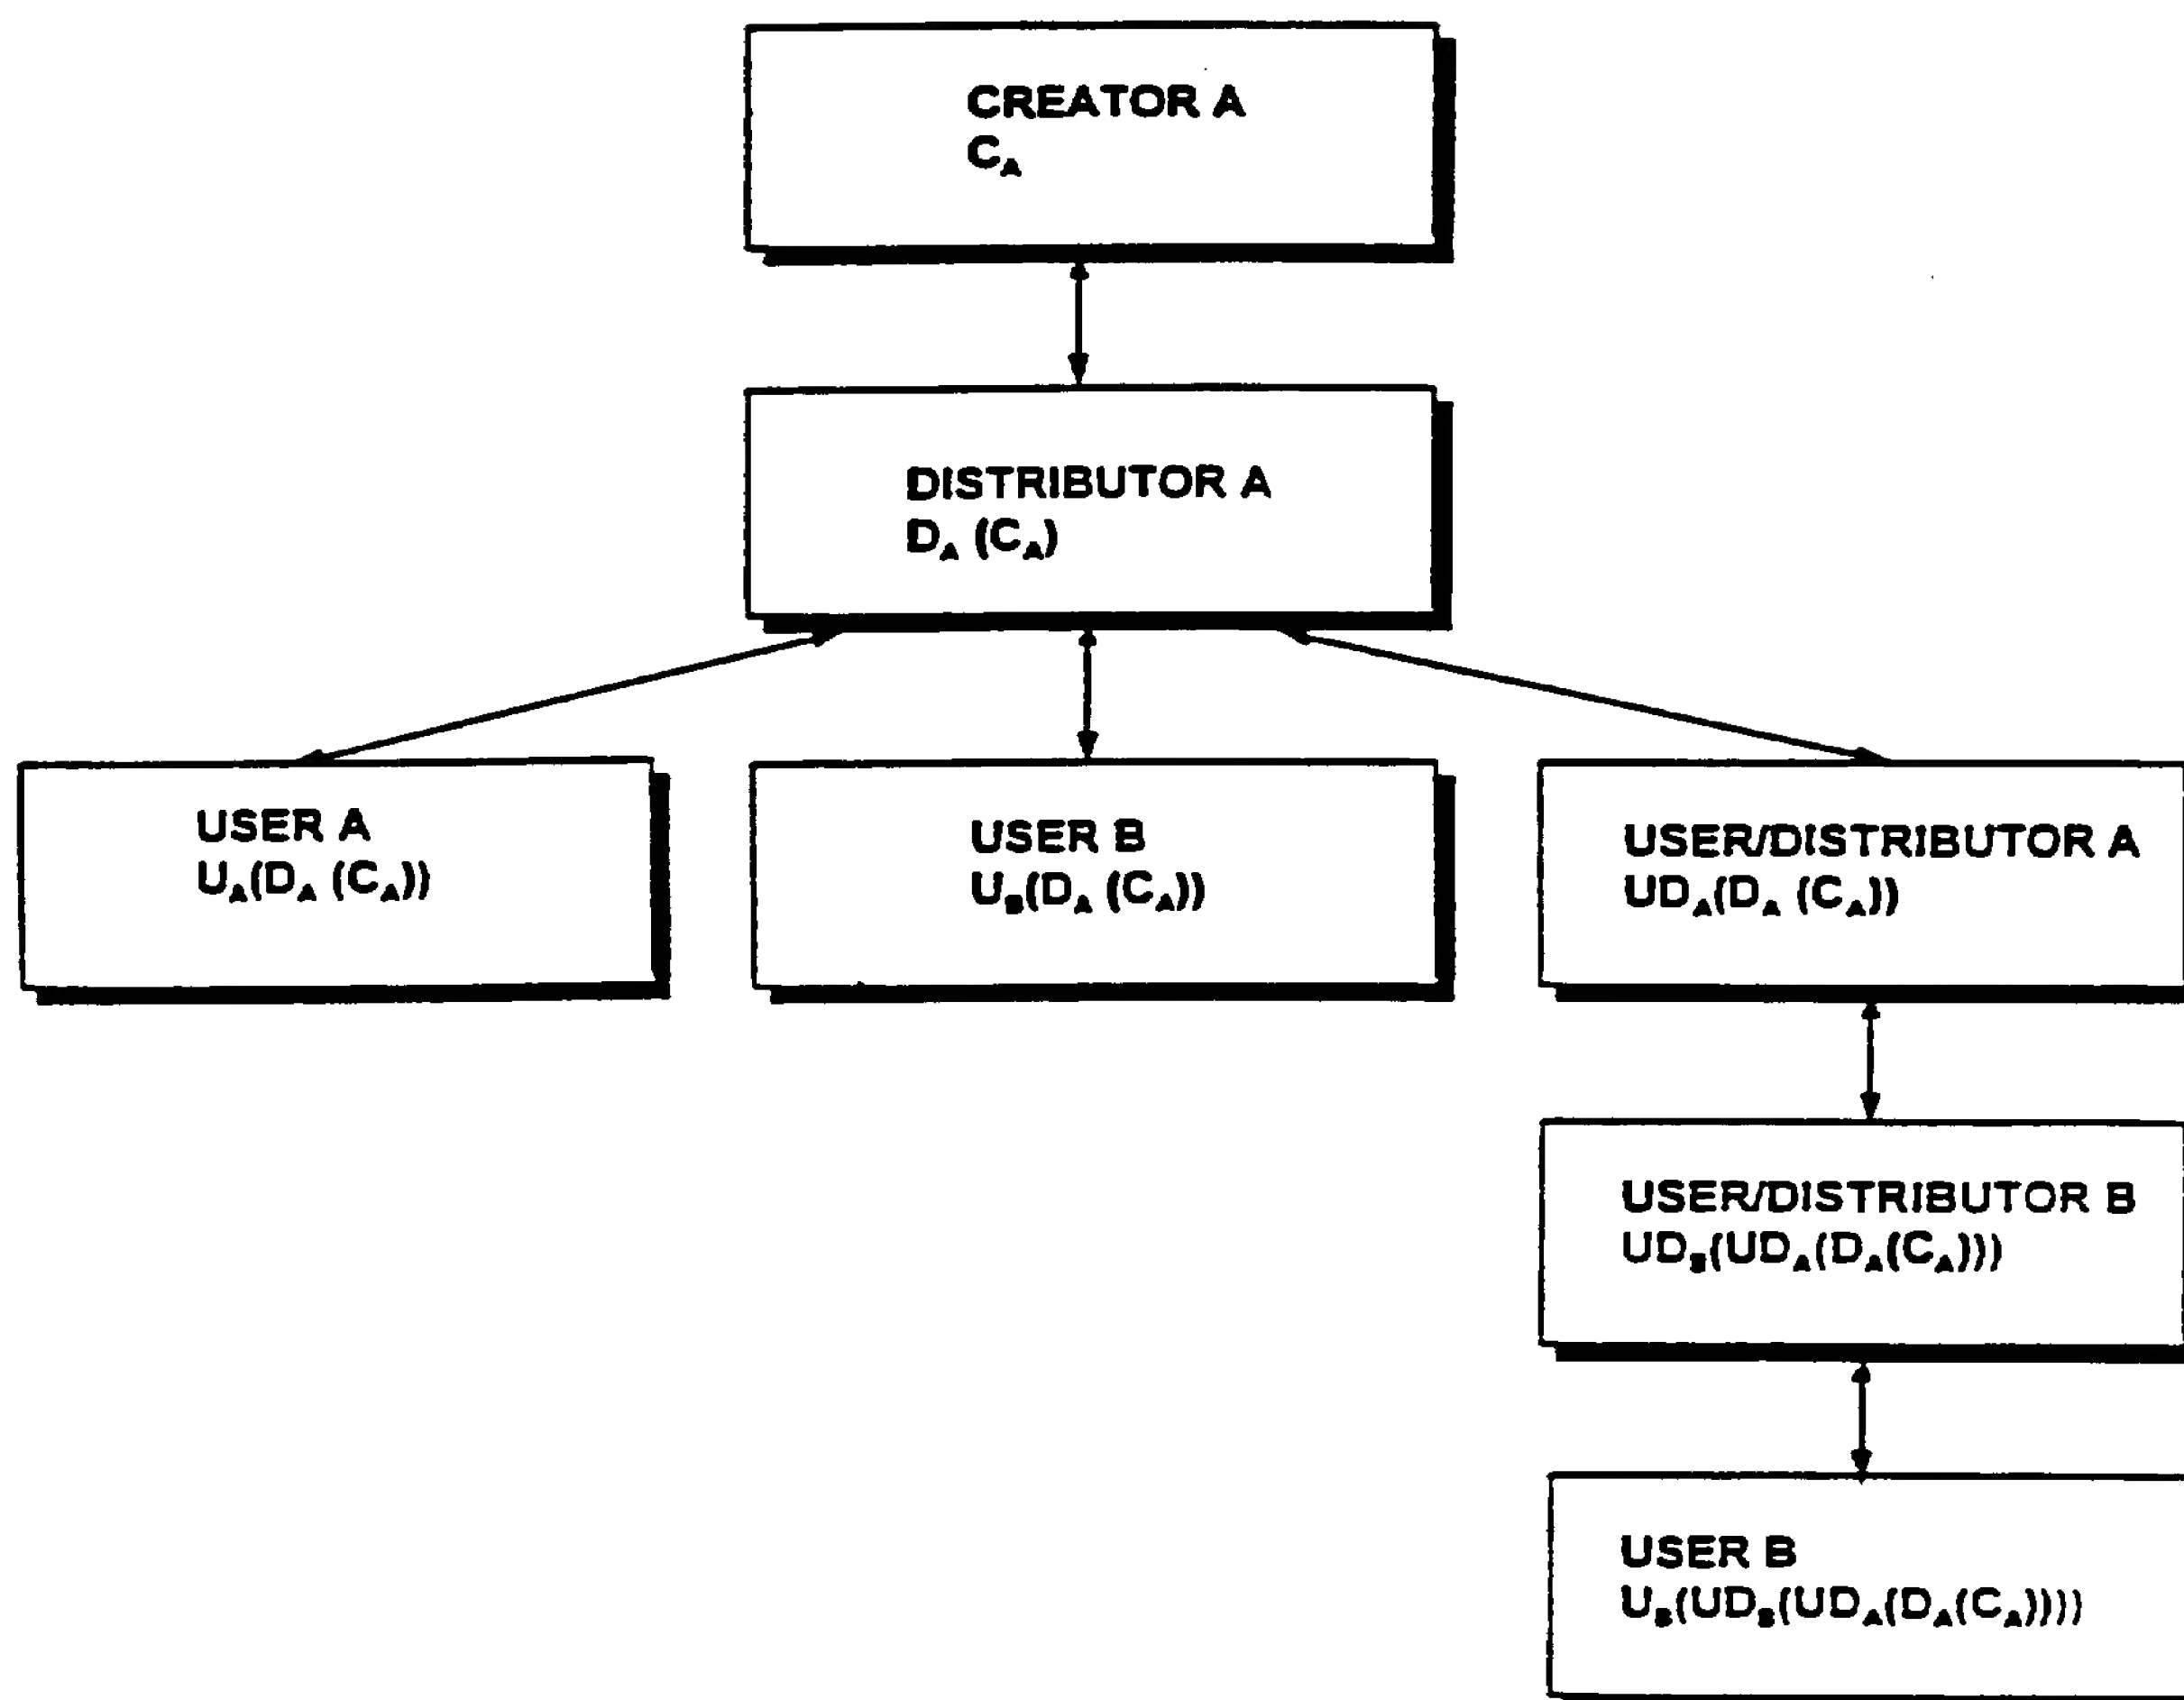 CREATOR A
C_A
DISTRIBUTOR A
D_A (C_A)
USER A
U_A(D_A (C_A))
USER B
U_B(D_A (C_A))
USER/DISTRIBUTOR A
UD_A(D_A (C_A))
USER/DISTRIBUTOR B
UD_B(UD_A(D_A(C_A)))
USER B
U_B(UD_B(UD_A(D_A(C_A))))